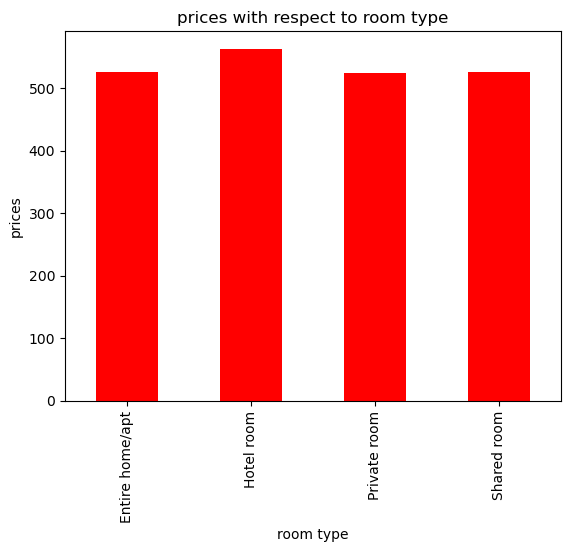 prices with respect to room type
500
400
300
200
100
0
prices
Entire home/apt
Hotel room
Private room
Shared room
room type